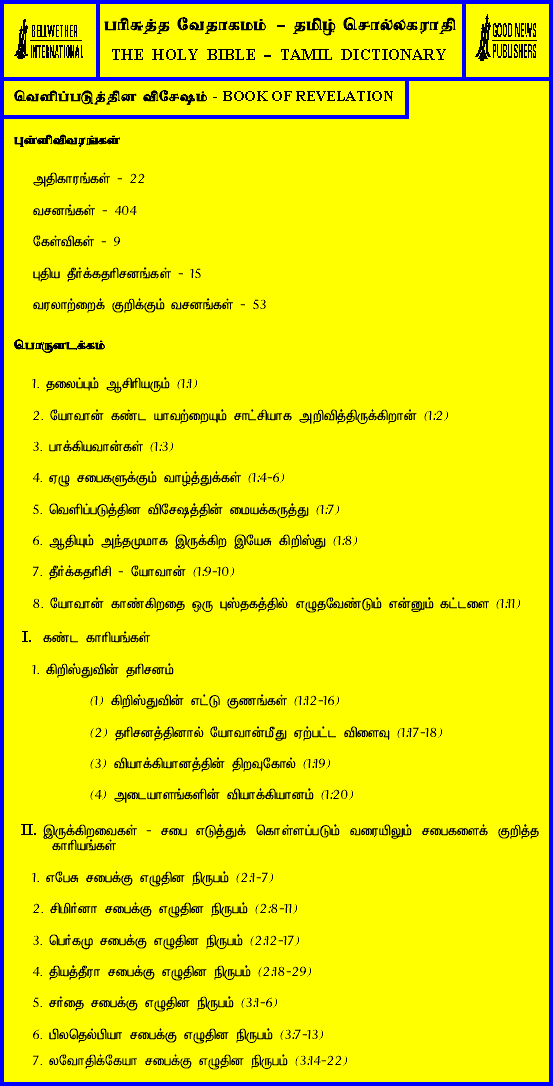 BELLWETHER
INTERNATIONAL
பரிசுத்த வேதாகமம் – தமிழ் சொல்லகராதி
THE HOLY BIBLE – TAMIL DICTIONARY
GOOD NEWS
PUBLISHERS
வெளிப்படுத்தின விசேஷம் - BOOK OF REVELATION
புள்ளிவிவரங்கள்
அதிகாரங்கள் - 22
வசனங்கள் - 404
கேள்விகள் - 9
புதிய தீர்க்கதரிசனங்கள் - 15
வரலாற்றைக் குறிக்கும் வசனங்கள் - 53
பொருளடக்கம்
1. தலைப்பும் ஆசிரியரும் (1:1)
2. யோவான் கண்ட யாவற்றையும் சாட்சியாக அறிவித்திருக்கிறான் (1:2)
3. பாக்கியவான்கள் (1:3)
4. ஏழு சபைகளுக்கும் வாழ்த்துக்கள் (1:4-6)
5. வெளிப்படுத்தின விசேஷத்தின் மையக்கருத்து (1:7)
6. ஆதியும் அந்தமுமாக இருக்கிற இயேசு கிறிஸ்து (1:8)
7. தீர்க்கதரிசி - யோவான் (1:9-10)
8. யோவான் காண்கிறதை ஒரு புஸ்தகத்தில் எழுதவேண்டும் என்னும் கட்டளை (1:11)
I. கண்ட காரியங்கள்
1. கிறிஸ்துவின் தரிசனம்
(1) கிறிஸ்துவின் எட்டு குணங்கள் (1:12-16)
(2) தரிசனத்தினால் யோவான்மீது ஏற்பட்ட விளைவு (1:17-18)
(3) வியாக்கியானத்தின் திறவுகோல் (1:19)
(4) அடையாளங்களின் வியாக்கியானம் (1:20)
II. இருக்கிறவைகள் - சபை எடுத்துக் கொள்ளப்படும் வரையிலும் சபைகளைக் குறித்த
காரியங்கள்
1. எபேசு சபைக்கு எழுதின நிருபம் (2:1-7)
2. சிமிர்னா சபைக்கு எழுதின நிருபம் (2:8-11)
3. பெர்கமு சபைக்கு எழுதின நிருபம் (2:12-17)
4. தியத்தீரா சபைக்கு எழுதின நிருபம் (2:18-29)
5. சர்தை சபைக்கு எழுதின நிருபம் (3:1-6)
6. பிலதெல்பியா சபைக்கு எழுதின நிருபம் (3:7-13)
7. லவோதிக்கேயா சபைக்கு எழுதின நிருபம் (3:14-22)